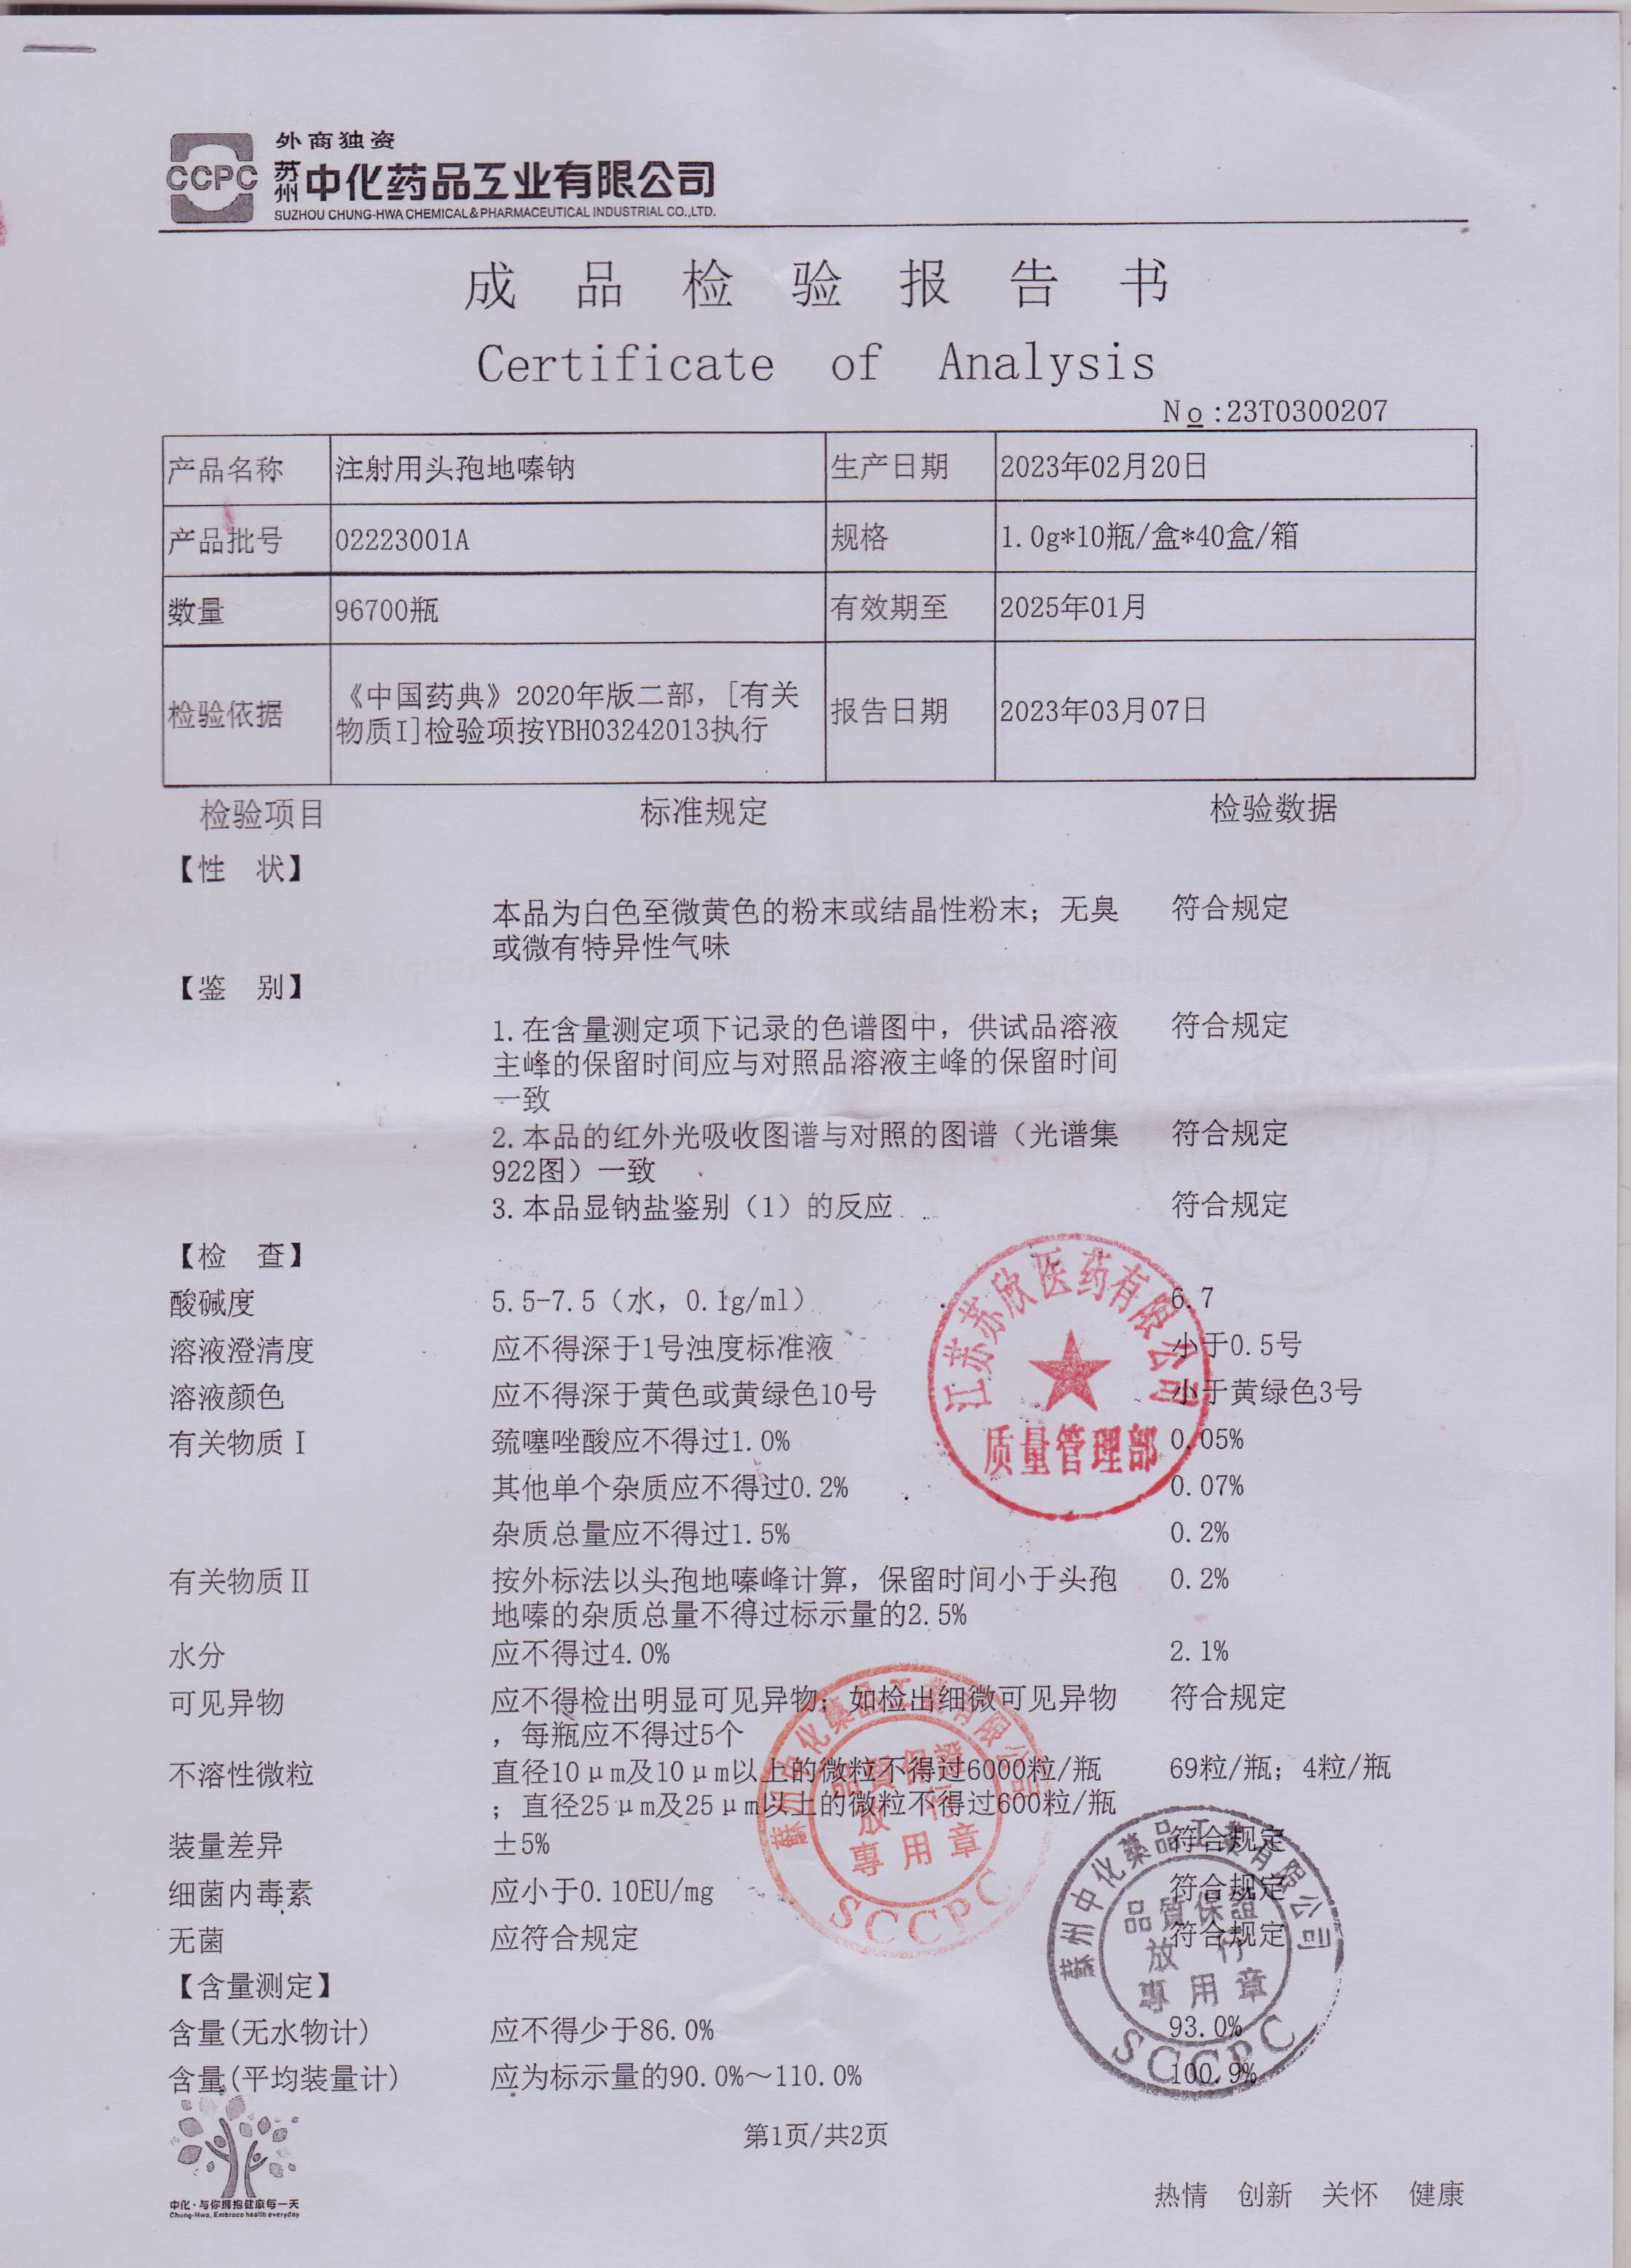 外商独资
CCPC 苏州中化药品工业有限公司
SUZHOU CHUNG-HWA CHEMICAL & PHARMACEUTICAL INDUSTRIAL CO.,LTD.
成品检验报告书
Certificate of Analysis
No:23T0300207
产品名称 注射用头孢地嗪钠 生产日期 2023年02月20日
产品批号 02223001A 规格 1.0g*10瓶/盒*40盒/箱
数量 96700瓶 有效期至 2025年01月
检验依据 《中国药典》2020年版二部，[有关
物质I]检验项按YBH03242013执行 报告日期 2023年03月07日
检验项目 标准规定 检验数据
【性 状】
本品为白色至微黄色的粉末或结晶性粉末；无臭 符合规定
或微有特异性气味
【鉴 别】
1.在含量测定项下记录的色谱图中，供试品溶液 符合规定
主峰的保留时间应与对照品溶液主峰的保留时间
一致
2.本品的红外光吸收图谱与对照的图谱（光谱集 符合规定
922图）一致
3.本品显钠盐鉴别（1）的反应 符合规定
【检 查】
酸碱度 5.5-7.5（水，0.1g/ml） 6.7
溶液澄清度 应不得深于1号浊度标准液 小于0.5号
溶液颜色 应不得深于黄色或黄绿色10号 小于黄绿色3号
有关物质Ⅰ 巯噻唑酸应不得过1.0% 0.05%
其他单个杂质应不得过0.2% 0.07%
杂质总量应不得过1.5% 0.2%
有关物质Ⅱ 按外标法以头孢地嗪峰计算，保留时间小于头孢 0.2%
地嗪的杂质总量不得过标示量的2.5%
水分 应不得过4.0% 2.1%
可见异物 应不得检出明显可见异物；如检出细微可见异物 符合规定
，每瓶应不得过5个
不溶性微粒 直径10μm及10μm以上的微粒不得过6000粒/瓶 69粒/瓶；4粒/瓶
；直径25μm及25μm以上的微粒不得过600粒/瓶
装量差异 ±5% 符合规定
细菌内毒素 应小于0.10EU/mg 符合规定
无菌 应符合规定 符合规定
【含量测定】
含量(无水物计) 应不得少于86.0% 93.0%
含量(平均装量计) 应为标示量的90.0%～110.0% 100.9%
江苏苏欣医药有限公司
质量管理部
蘇州中化藥品工業有限公司
品質保證
放行
專用章
SCCPC
蘇州中化藥品工業有限公司
品質保證
放行
專用章
SCCPC
第1页/共2页
中化·与你拥抱健康每一天
Chung-Hwa, Embrace health everyday
热情 创新 关怀 健康